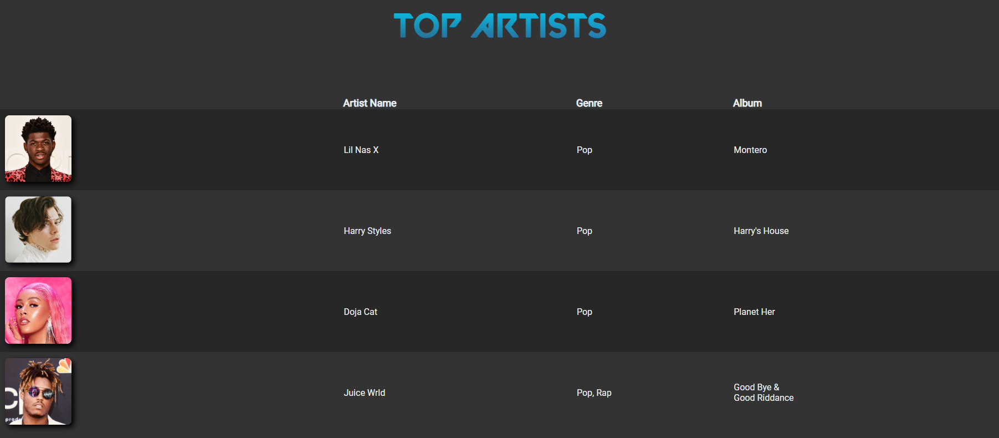 TOP ARTISTS
Artist Name Genre Album
Lil Nas X Pop Montero
Harry Styles Pop Harry's House
Doja Cat Pop Planet Her
Juice Wrld Pop, Rap Good Bye &
Good Riddance